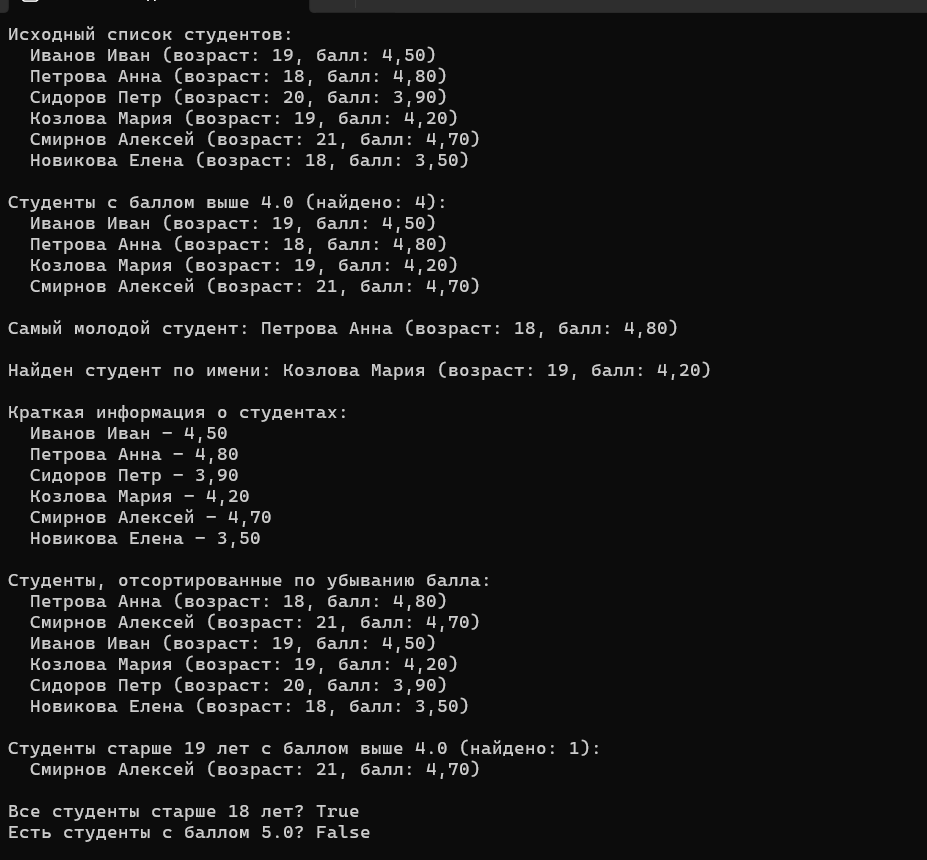 Исходный список студентов:
Иванов Иван (возраст: 19, балл: 4,50)
Петрова Анна (возраст: 18, балл: 4,80)
Сидоров Петр (возраст: 20, балл: 3,90)
Козлова Мария (возраст: 19, балл: 4,20)
Смирнов Алексей (возраст: 21, балл: 4,70)
Новикова Елена (возраст: 18, балл: 3,50)
Студенты с баллом выше 4.0 (найдено: 4):
Иванов Иван (возраст: 19, балл: 4,50)
Петрова Анна (возраст: 18, балл: 4,80)
Козлова Мария (возраст: 19, балл: 4,20)
Смирнов Алексей (возраст: 21, балл: 4,70)
Самый молодой студент: Петрова Анна (возраст: 18, балл: 4,80)
Найден студент по имени: Козлова Мария (возраст: 19, балл: 4,20)
Краткая информация о студентах:
Иванов Иван – 4,50
Петрова Анна – 4,80
Сидоров Петр – 3,90
Козлова Мария – 4,20
Смирнов Алексей – 4,70
Новикова Елена – 3,50
Студенты, отсортированные по убыванию балла:
Петрова Анна (возраст: 18, балл: 4,80)
Смирнов Алексей (возраст: 21, балл: 4,70)
Иванов Иван (возраст: 19, балл: 4,50)
Козлова Мария (возраст: 19, балл: 4,20)
Сидоров Петр (возраст: 20, балл: 3,90)
Новикова Елена (возраст: 18, балл: 3,50)
Студенты старше 19 лет с баллом выше 4.0 (найдено: 1):
Смирнов Алексей (возраст: 21, балл: 4,70)
Все студенты старше 18 лет? True
Есть студенты с баллом 5.0? False